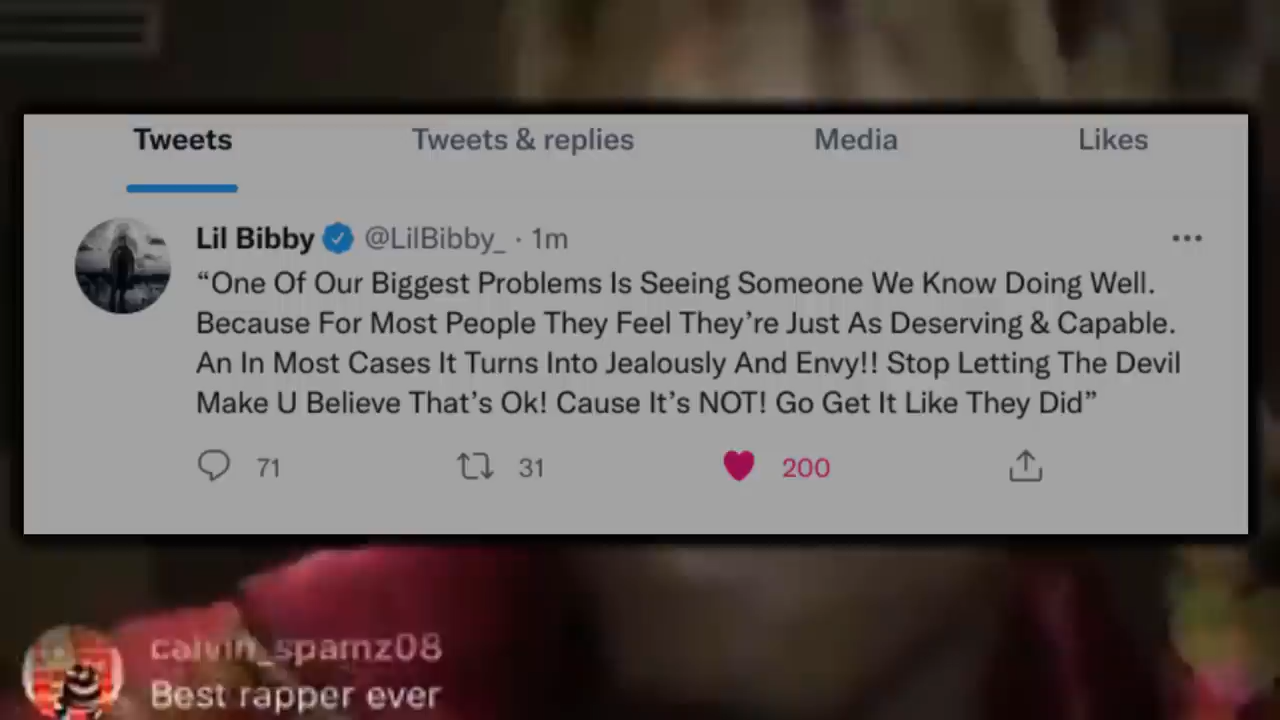 Tweets Tweets & replies Media Likes
Lil Bibby @LilBibby_ · 1m
“One Of Our Biggest Problems Is Seeing Someone We Know Doing Well.
Because For Most People They Feel They’re Just As Deserving & Capable.
An In Most Cases It Turns Into Jealously And Envy!! Stop Letting The Devil
Make U Believe That’s Ok! Cause It’s NOT! Go Get It Like They Did”
71 31 200
calvin_spamz08
Best rapper ever